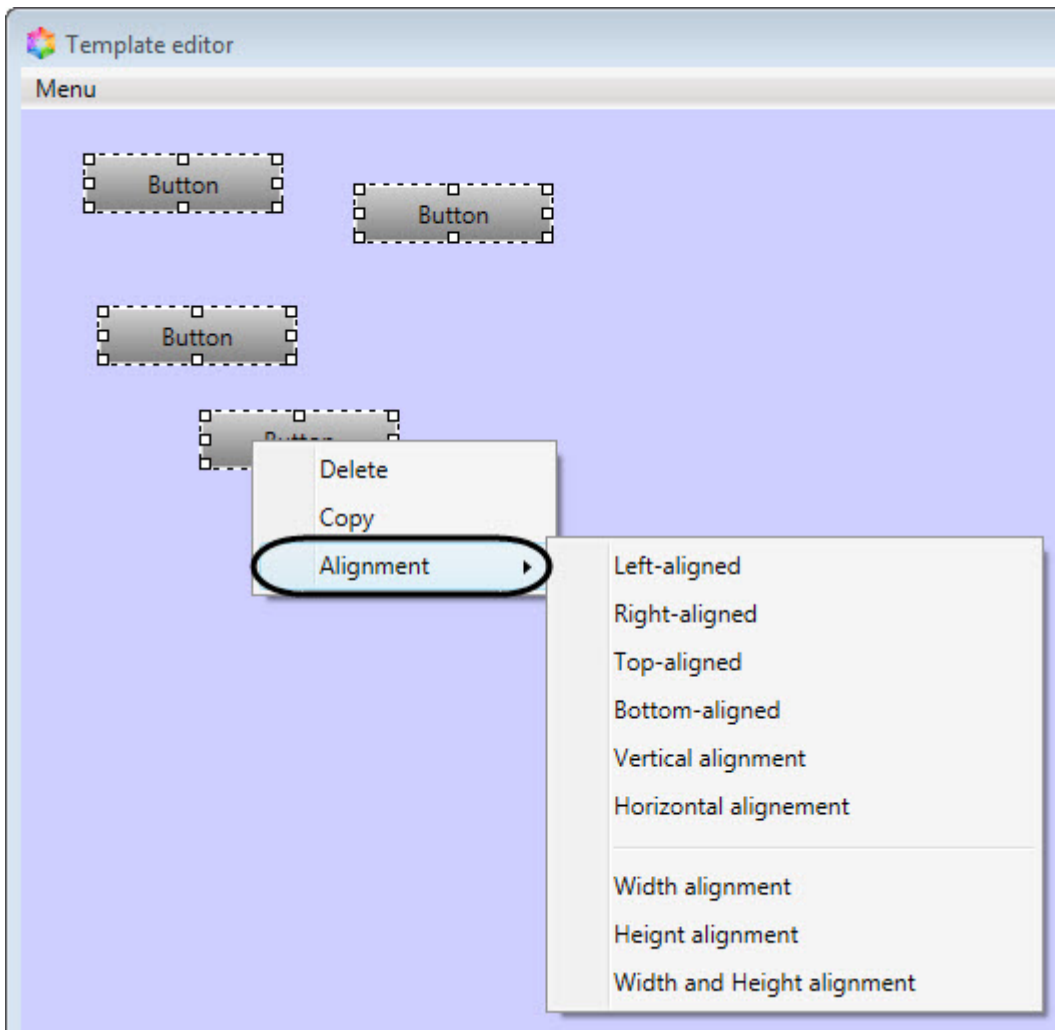 Template editor
Menu
Button
Button
Button
Button
Delete
Copy
Alignment
Left-aligned
Right-aligned
Top-aligned
Bottom-aligned
Vertical alignment
Horizontal alignement
Width alignment
Heignt alignment
Width and Height alignment